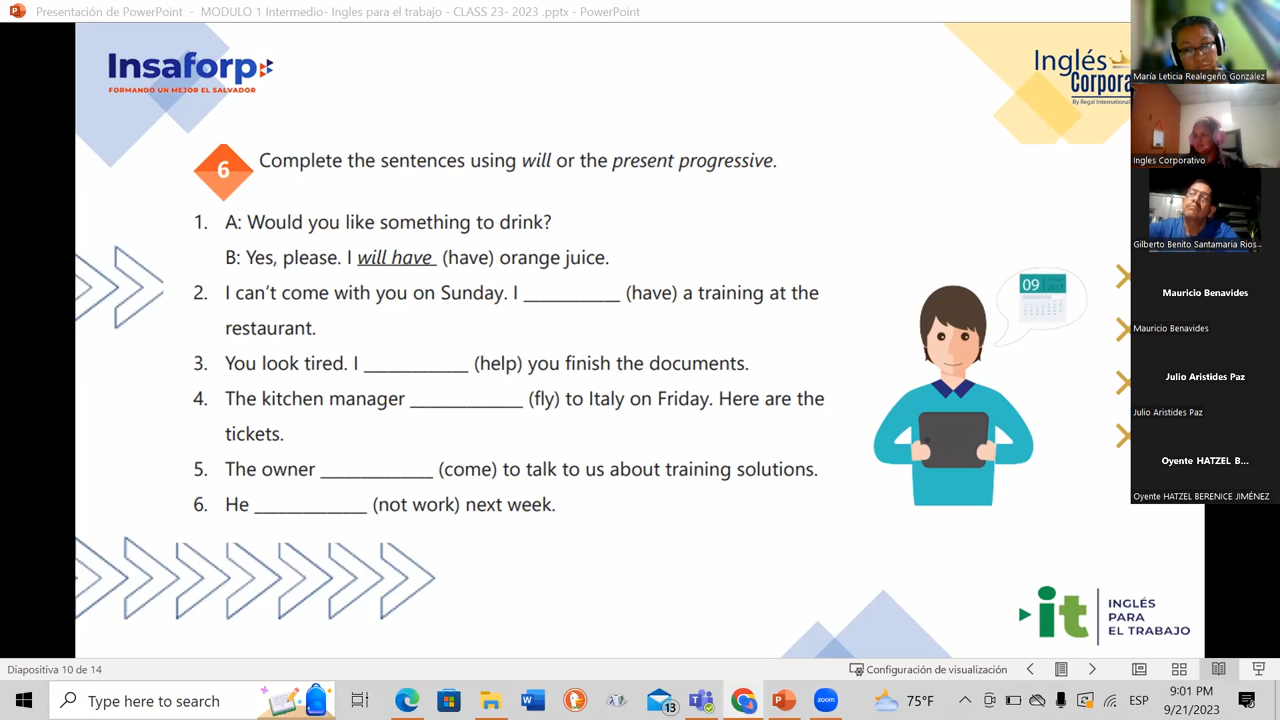 Presentación de PowerPoint - MODULO 1 Intermedio- Ingles para el trabajo - CLASS 23- 2023 .pptx - PowerPoint
Insaforp
FORMANDO UN MEJOR EL SALVADOR
Inglés
Corpora
By Regal International
6 Complete the sentences using will or the present progressive.
1. A: Would you like something to drink?
B: Yes, please. I will have (have) orange juice.
2. I can't come with you on Sunday. I __________ (have) a training at the
restaurant.
3. You look tired. I ___________ (help) you finish the documents.
4. The kitchen manager ____________ (fly) to Italy on Friday. Here are the
tickets.
5. The owner ____________ (come) to talk to us about training solutions.
6. He ____________ (not work) next week.
09
2017
it
INGLÉS
PARA
EL TRABAJO
María Leticia Realegeño González
Ingles Corporativo
Gilberto Benito Santamaria Rios -
Mauricio Benavides
Mauricio Benavides
Julio Aristides Paz
Julio Aristides Paz
Oyente HATZEL B...
Oyente HATZEL BERENICE JIMÉNEZ
Diapositiva 10 de 14
Configuración de visualización
Type here to search
W
13
P
zoom
75°F
ESP
9:01 PM
9/21/2023